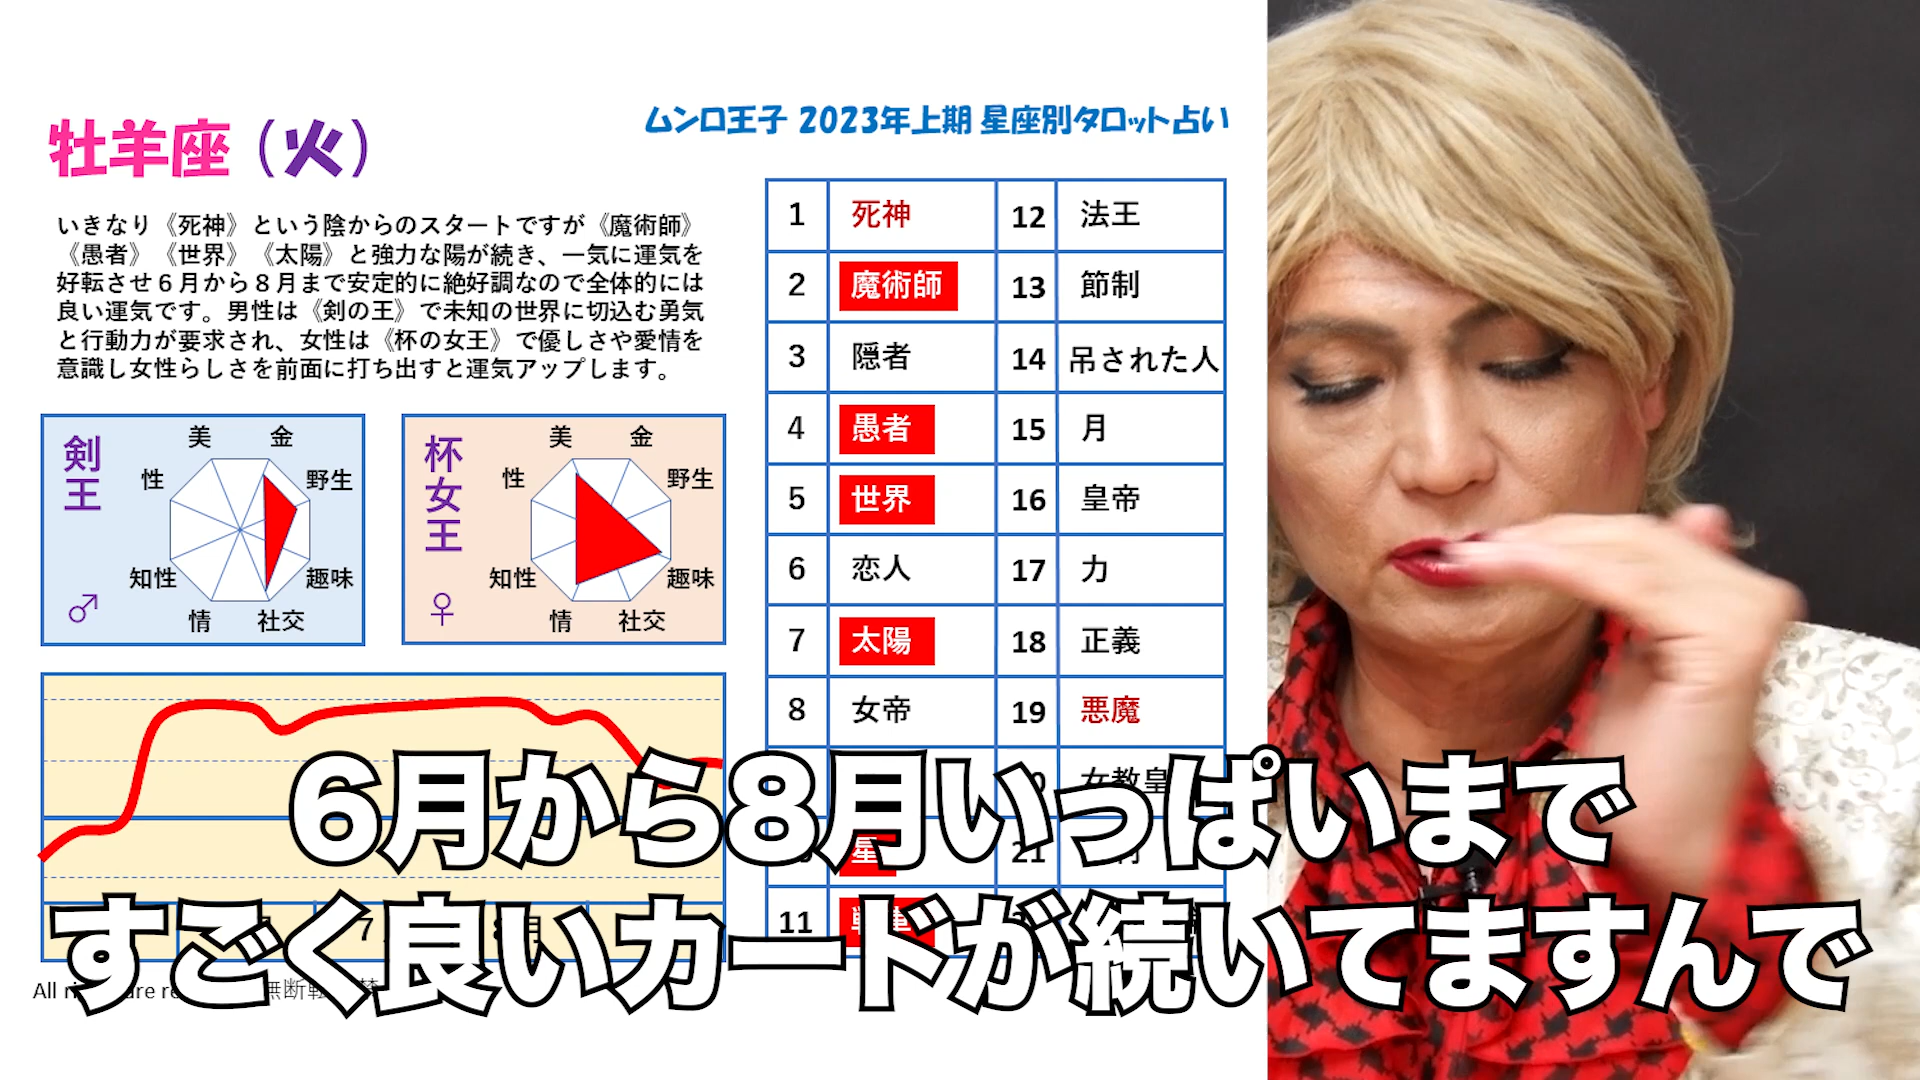 牡羊座（火）
ムンロ王子 2023年上期 星座別タロット占い
いきなり《死神》という陰からのスタートですが《魔術師》
《愚者》《世界》《太陽》と強力な陽が続き、一気に運気を
好転させ６月から８月まで安定的に絶好調なので全体的には
良い運気です。男性は《剣の王》で未知の世界に切込む勇気
と行動力が要求され、女性は《杯の女王》で優しさや愛情を
意識し女性らしさを前面に打ち出すと運気アップします。
剣王
♂
美 金
性 野生
知性 趣味
情 社交
杯女王
♀
美 金
性 野生
知性 趣味
情 社交
1 死神 12 法王
2 魔術師 13 節制
3 隠者 14 吊された人
4 愚者 15 月
5 世界 16 皇帝
6 恋人 17 力
7 太陽 18 正義
8 女帝 19 悪魔
女教皇
星 21
11 戦車
7
All
6月から8月いっぱいまで
すごく良いカードが続いてますんで